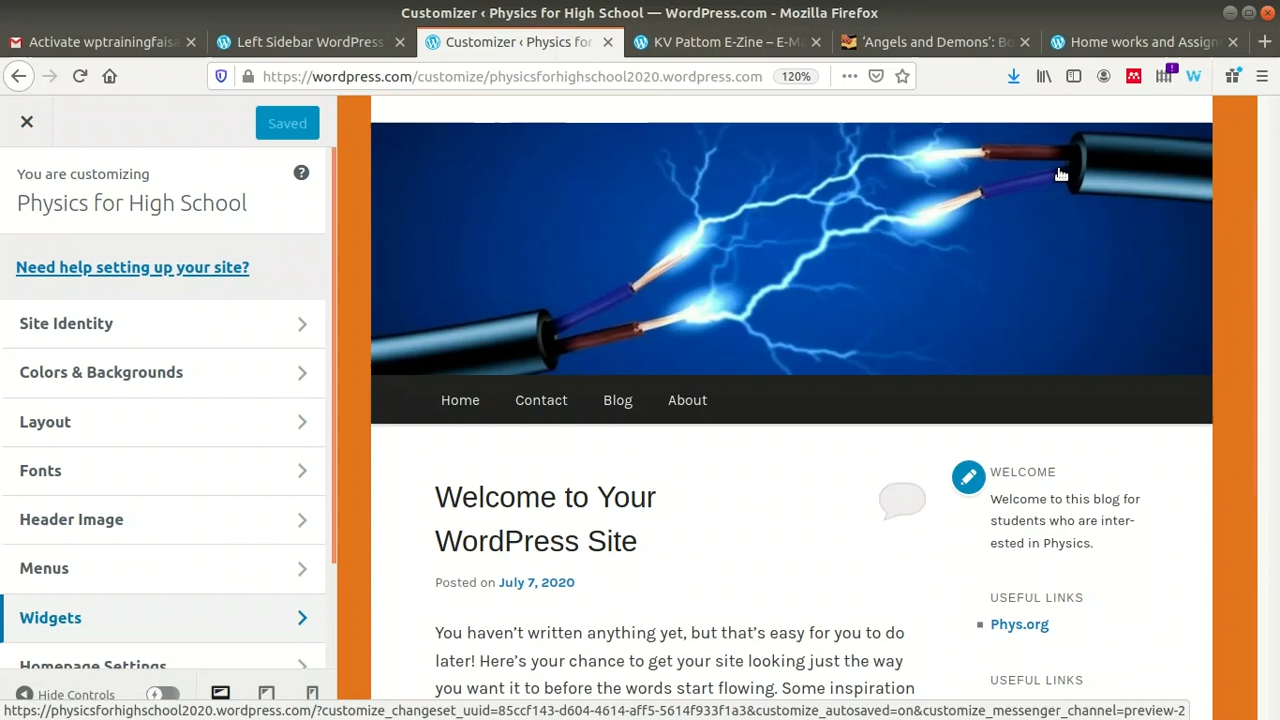 Customizer ‹ Physics for High School — WordPress.com - Mozilla Firefox
Activate wptrainingfaisa
Left Sidebar WordPress
Customizer ‹ Physics for
KV Pattom E-Zine – E-Ma
‘Angels and Demons’: Bo
Home works and Assign
https://wordpress.com/customize/physicsforhighschool2020.wordpress.com
120%
Saved
You are customizing
Physics for High School
Need help setting up your site?
Site Identity
Colors & Backgrounds
Layout
Fonts
Header Image
Menus
Widgets
Homepage Settings
Hide Controls
Home
Contact
Blog
About
Welcome to Your
WordPress Site
Posted on July 7, 2020
You haven’t written anything yet, but that’s easy for you to do
later! Here’s your chance to get your site looking just the way
you want it to before the words start flowing. Some inspiration
WELCOME
Welcome to this blog for
students who are inter-
ested in Physics.
USEFUL LINKS
Phys.org
USEFUL LINKS
https://physicsforhighschool2020.wordpress.com/?customize_changeset_uuid=85ccf143-d604-4614-aff5-5614f933f1a3&customize_autosaved=on&customize_messenger_channel=preview-2